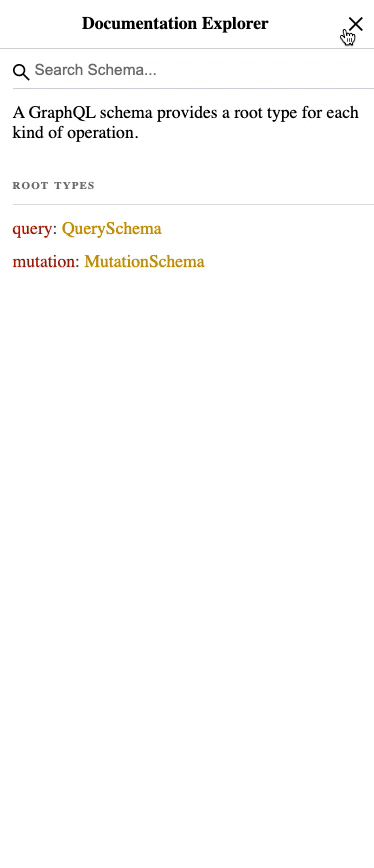 Documentation Explorer
Search Schema...
A GraphQL schema provides a root type for each
kind of operation.
ROOT TYPES
query: QuerySchema
mutation: MutationSchema